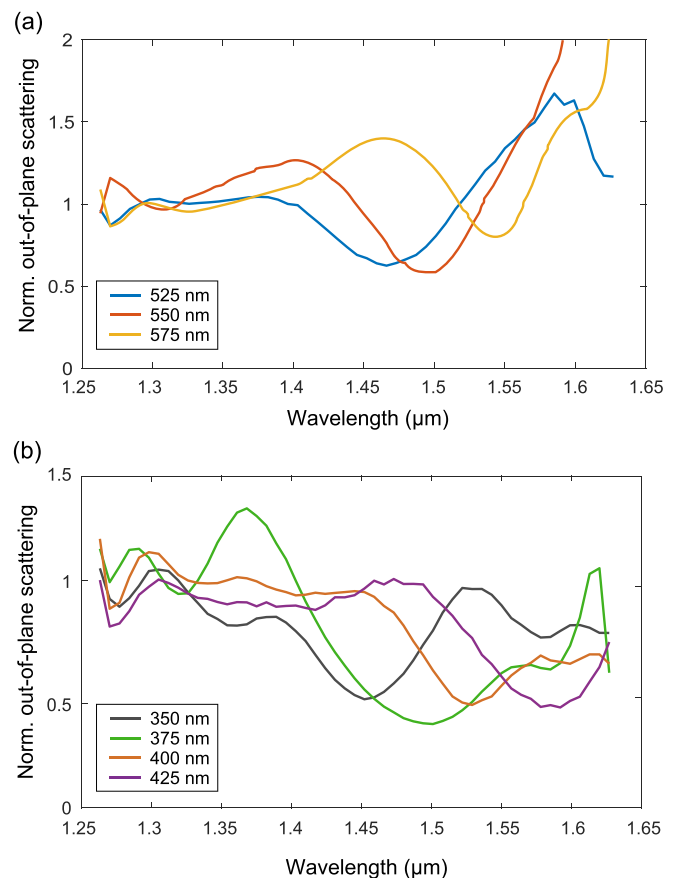 (a)
2
1.5
1
0.5
0
Norm. out-of-plane scattering
525 nm
550 nm
575 nm
1.25 1.3 1.35 1.4 1.45 1.5 1.55 1.6 1.65
Wavelength (μm)
(b)
1.5
1
0.5
0
Norm. out-of-plane scattering
350 nm
375 nm
400 nm
425 nm
1.25 1.3 1.35 1.4 1.45 1.5 1.55 1.6 1.65
Wavelength (μm)